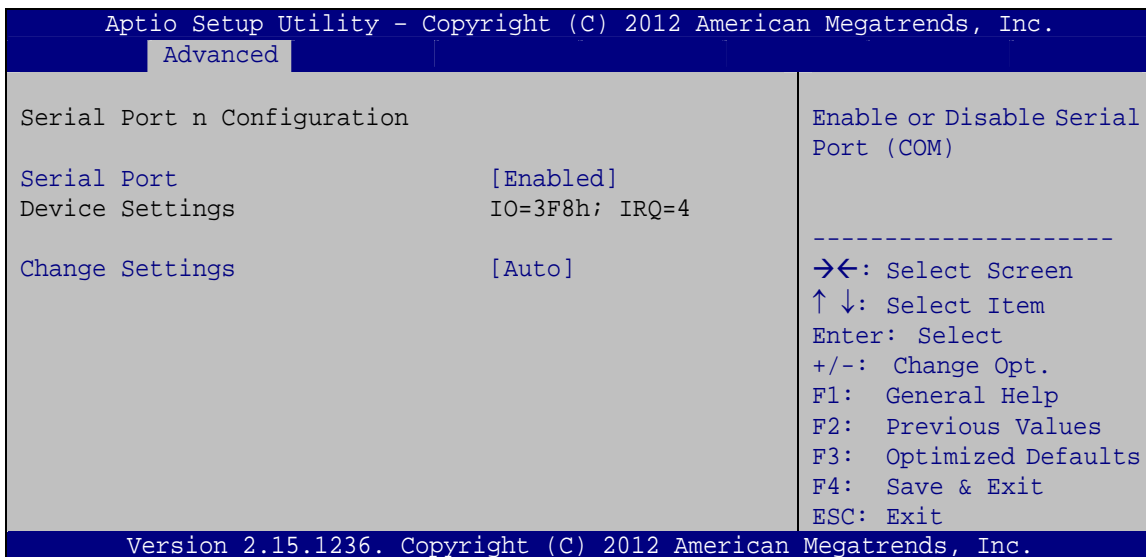 Aptio Setup Utility – Copyright (C) 2012 American Megatrends, Inc.
Advanced
Serial Port n Configuration
Serial Port [Enabled]
Device Settings IO=3F8h; IRQ=4
Change Settings [Auto]
Enable or Disable Serial
Port (COM)
---------------------
→←: Select Screen
↑ ↓: Select Item
Enter: Select
+/-: Change Opt.
F1: General Help
F2: Previous Values
F3: Optimized Defaults
F4: Save & Exit
ESC: Exit
Version 2.15.1236. Copyright (C) 2012 American Megatrends, Inc.